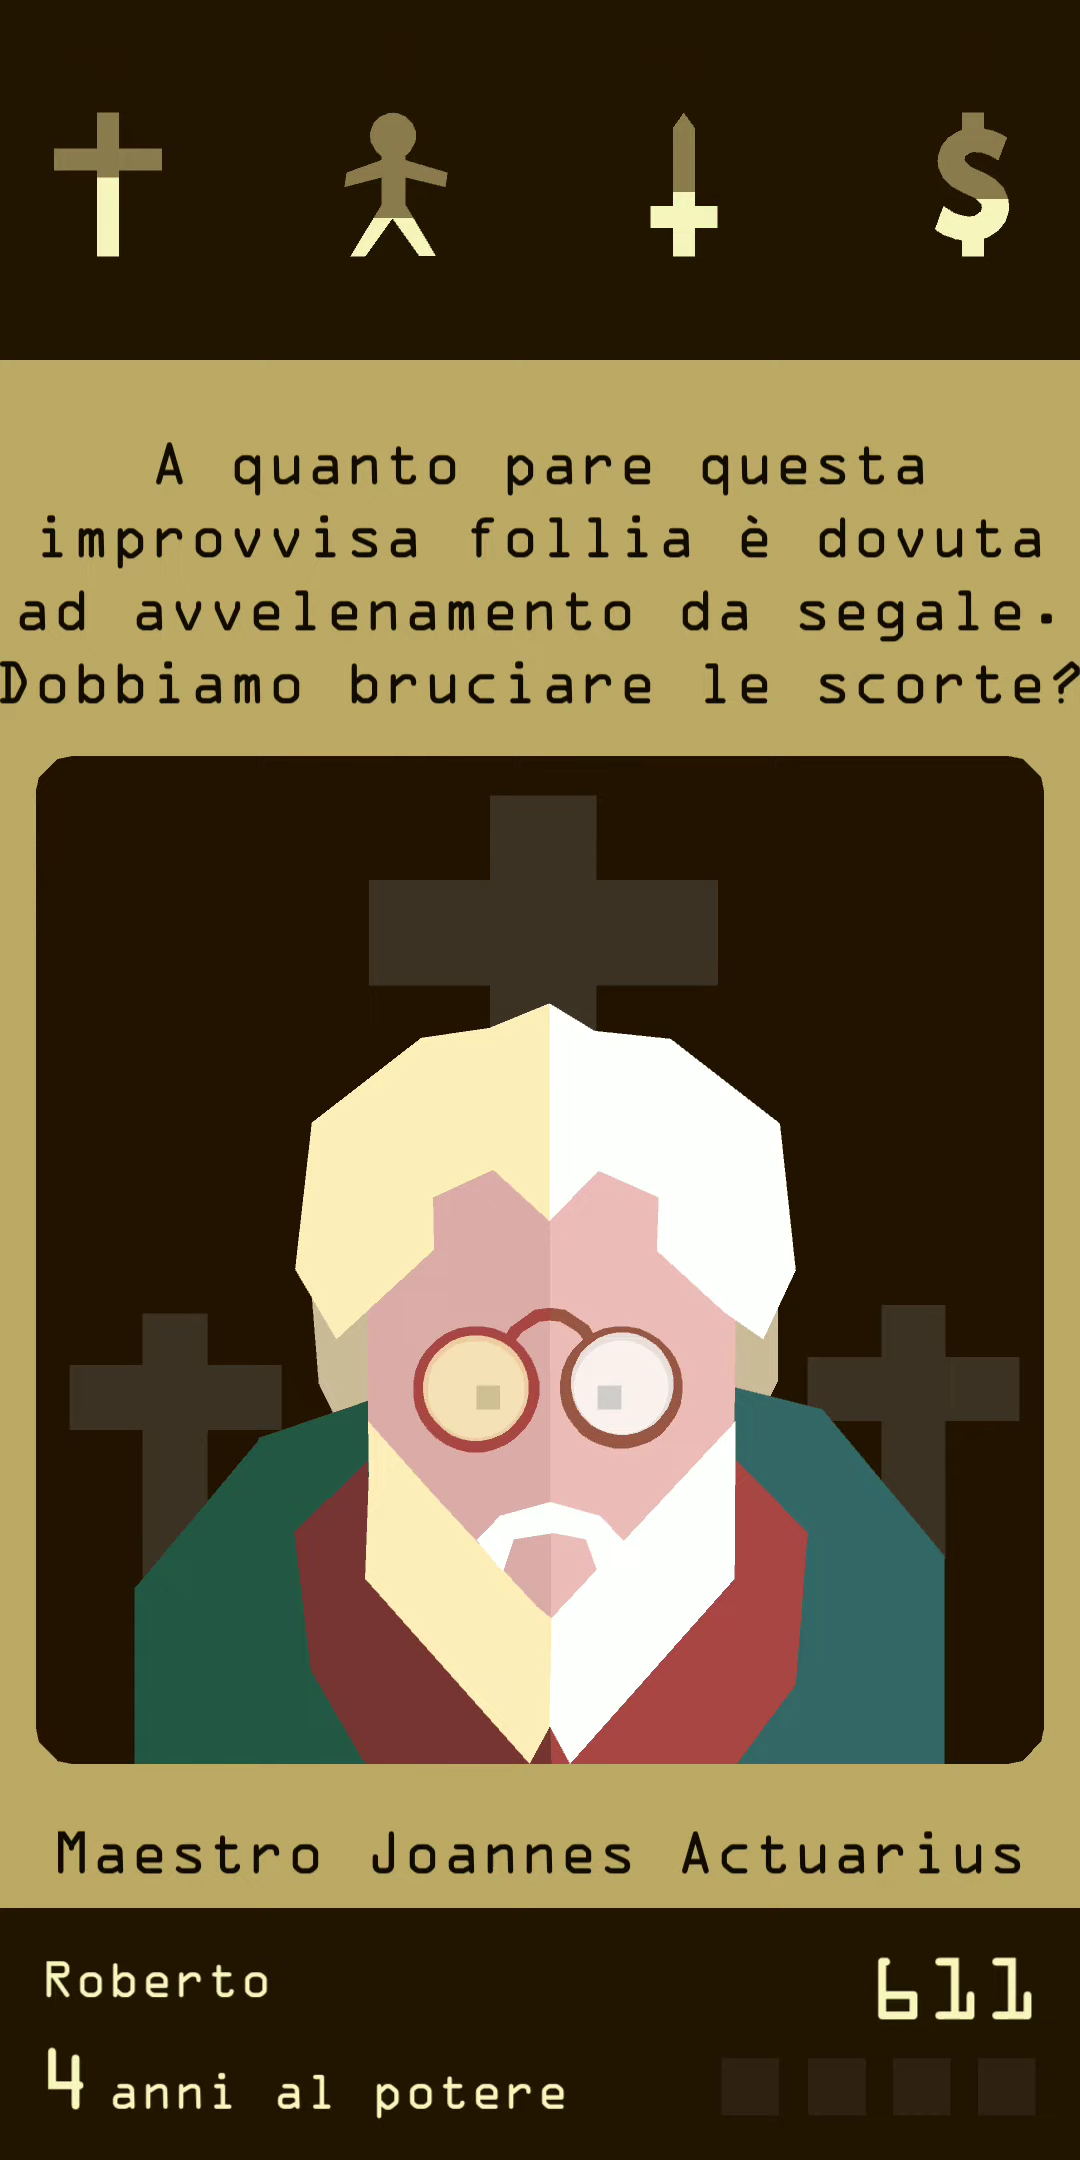 A quanto pare questa
improvvisa follia è dovuta
ad avvelenamento da segale.
Dobbiamo bruciare le scorte?
Maestro Joannes Actuarius
Roberto
611
4 anni al potere